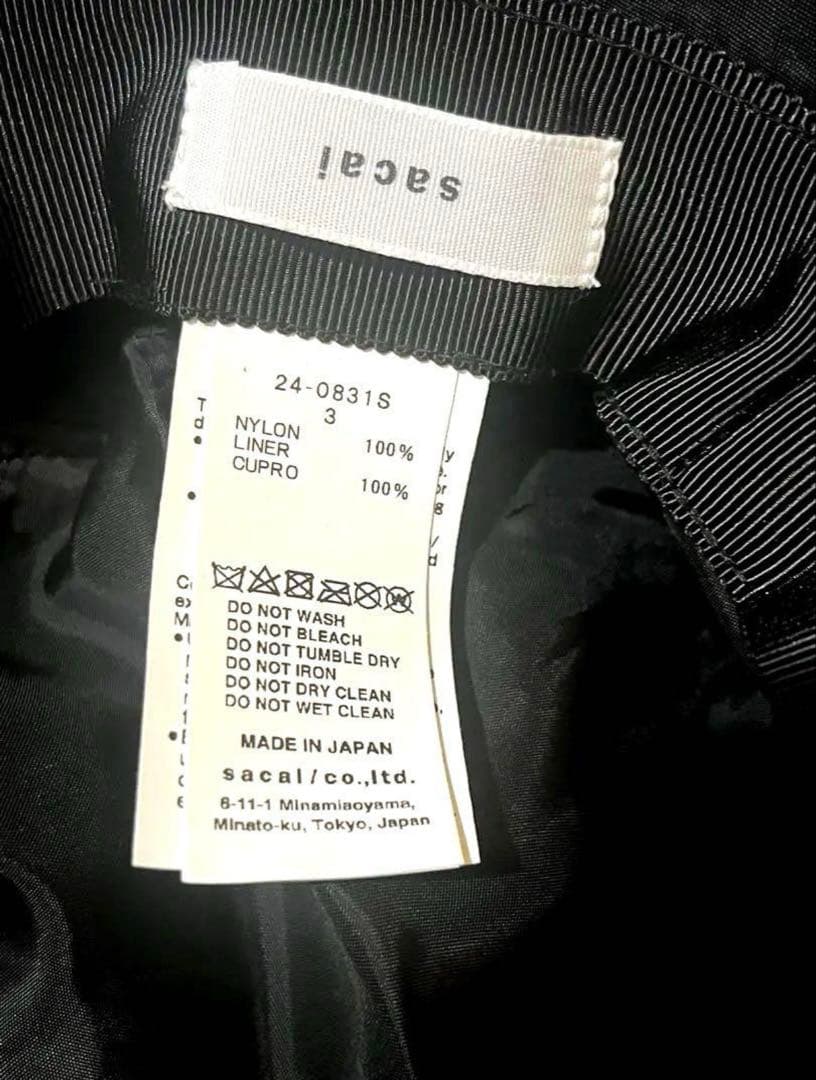 sacai
24-0831S
3
NYLON 100%
LINER
CUPRO 100%
DO NOT WASH
DO NOT BLEACH
DO NOT TUMBLE DRY
DO NOT IRON
DO NOT DRY CLEAN
DO NOT WET CLEAN
MADE IN JAPAN
sacai/co.,ltd.
6-11-1 Minamiaoyama,
Minato-ku, Tokyo, Japan